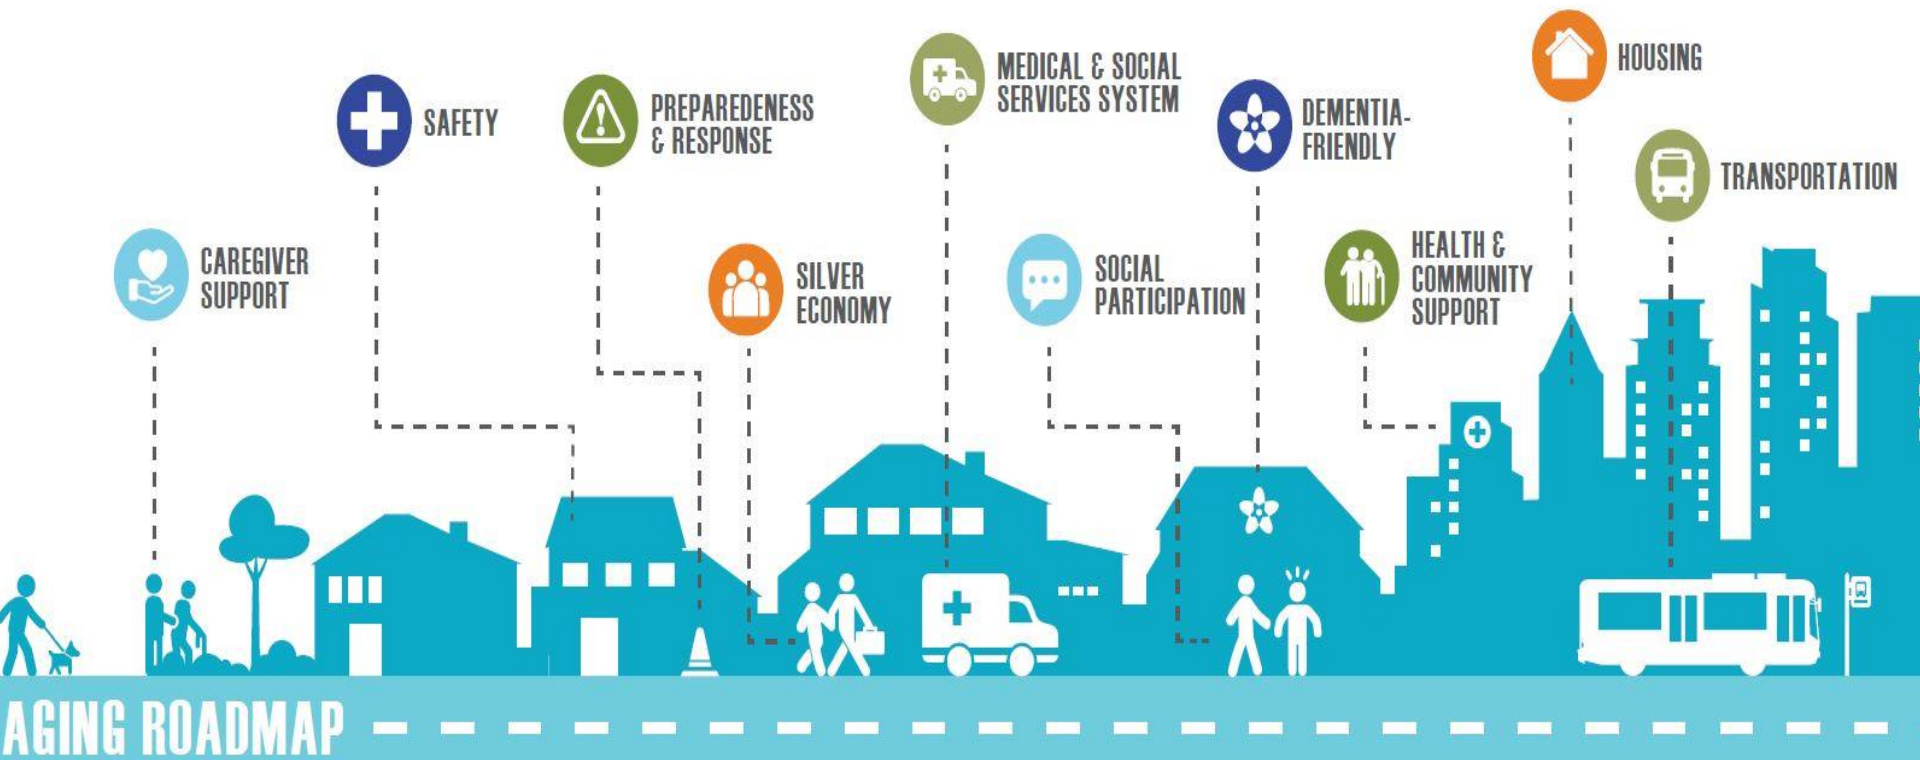 CAREGIVER
SUPPORT
SAFETY
PREPAREDENESS
& RESPONSE
SILVER
ECONOMY
MEDICAL & SOCIAL
SERVICES SYSTEM
SOCIAL
PARTICIPATION
DEMENTIA-
FRIENDLY
HEALTH &
COMMUNITY
SUPPORT
HOUSING
TRANSPORTATION
AGING ROADMAP